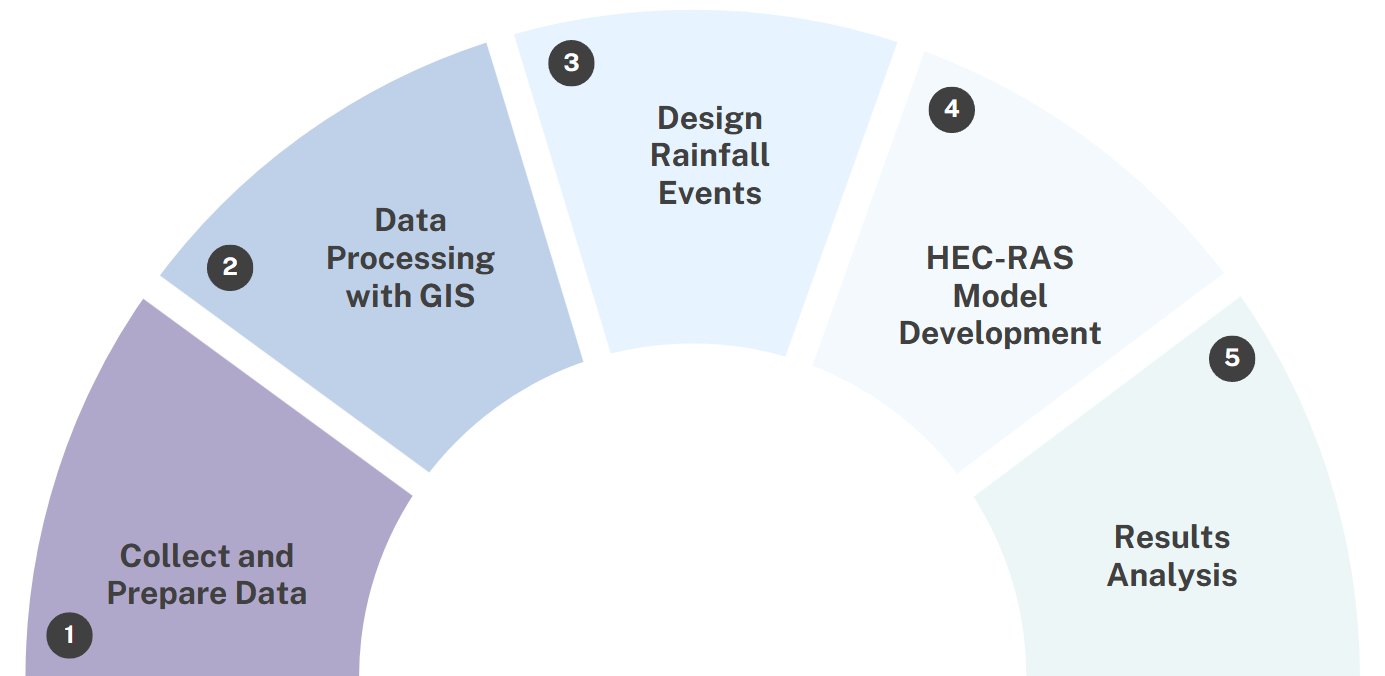 1
Collect and
Prepare Data
2
Data
Processing
with GIS
3
Design
Rainfall
Events
4
HEC-RAS
Model
Development
5
Results
Analysis